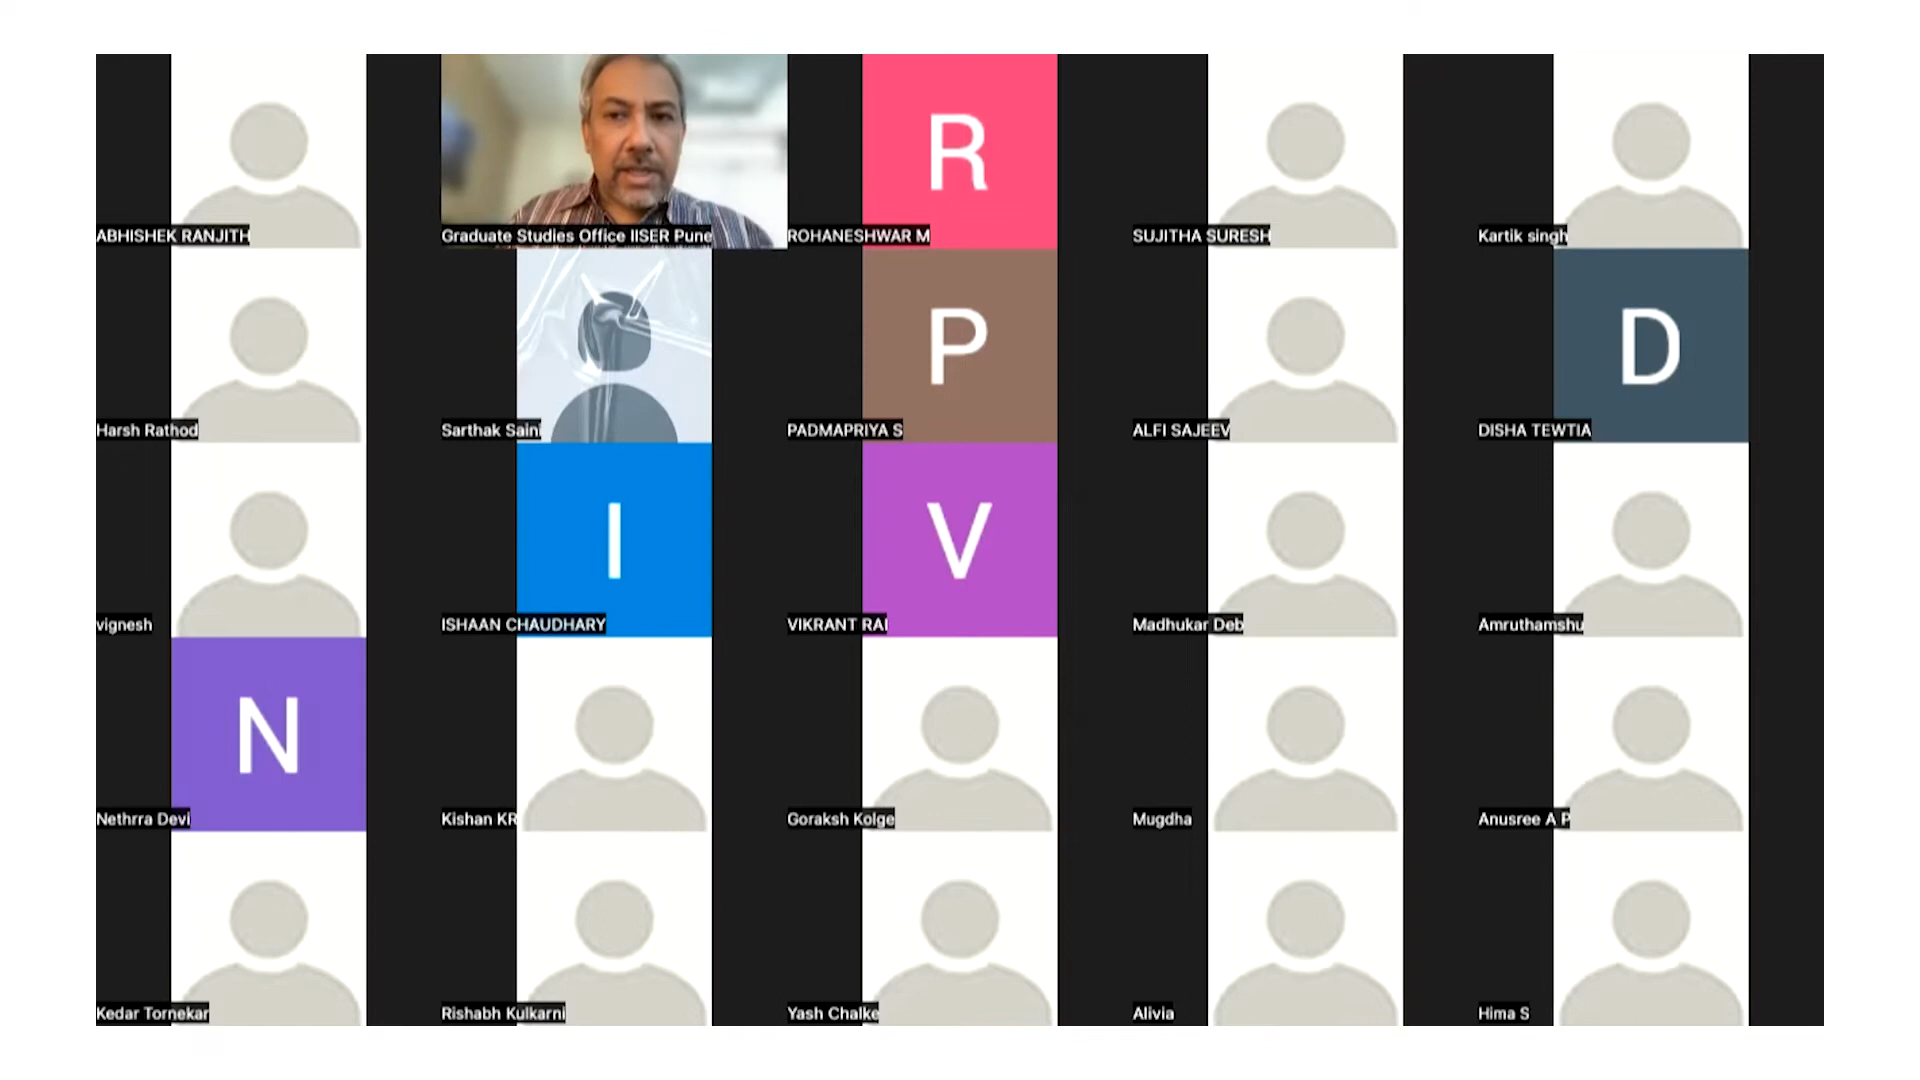 R
ABHISHEK RANJITH
Graduate Studies Office IISER Pune
ROHANESHWAR M
SUJITHA SURESH
Kartik singh
P
D
Harsh Rathod
Sarthak Saini
PADMAPRIYA S
ALFI SAJEEV
DISHA TEWTIA
I
V
vignesh
ISHAAN CHAUDHARY
VIKRANT RAI
Madhukar Deb
Amruthamshu
N
Nethrra Devi
Kishan KR
Goraksh Kolge
Mugdha
Anusree A P
Kedar Tornekar
Rishabh Kulkarni
Yash Chalke
Alivia
Hima S